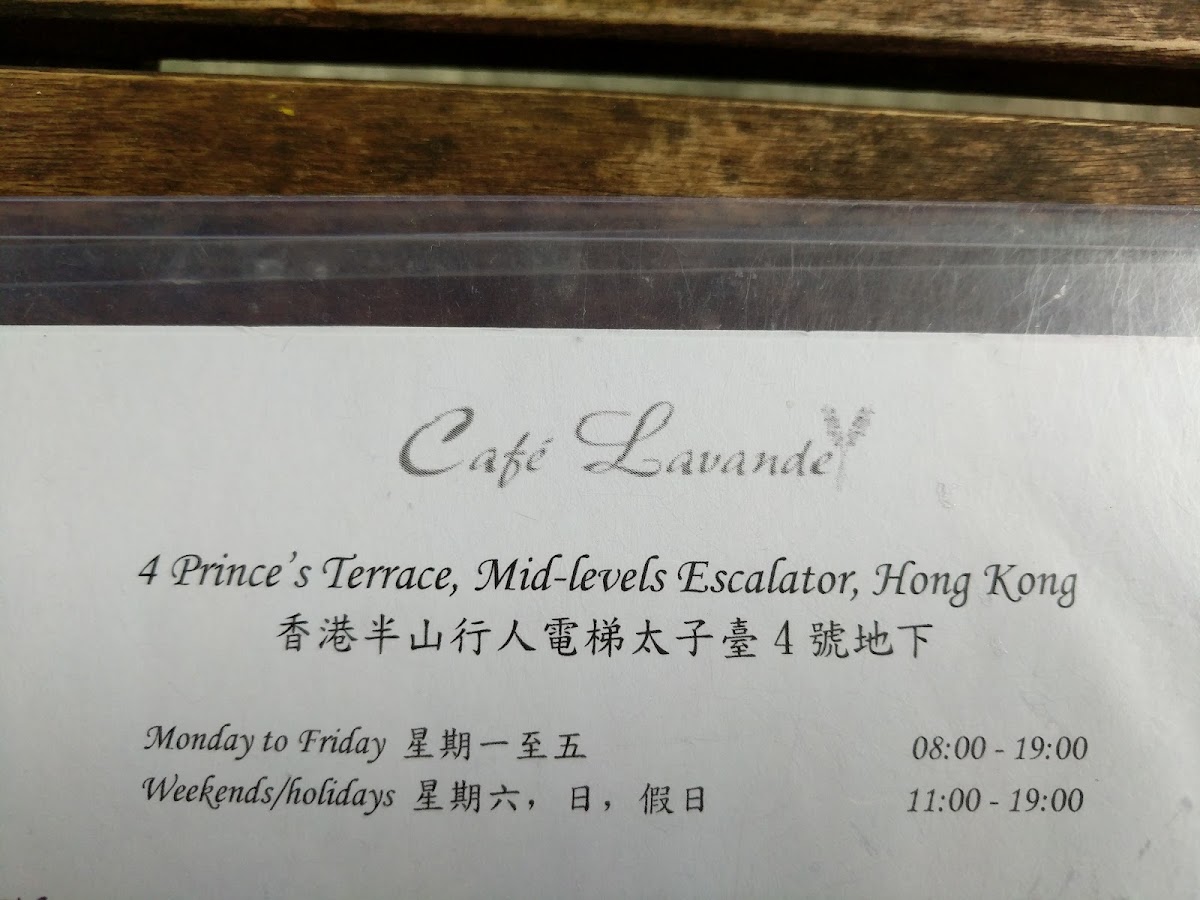 Café Lavande
4 Prince's Terrace, Mid-levels Escalator, Hong Kong
香港半山行人電梯太子臺 4 號地下
Monday to Friday 星期一至五 08:00 - 19:00
Weekends/holidays 星期六，日，假日 11:00 - 19:00